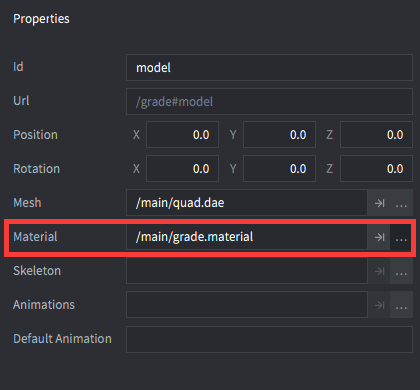 Properties
Id model
Url /grade#model
Position X 0.0 Y 0.0 Z 0.0
Rotation X 0.0 Y 0.0 Z 0.0
Mesh /main/quad.dae ...
Material /main/grade.material ...
Skeleton ...
Animations ...
Default Animation